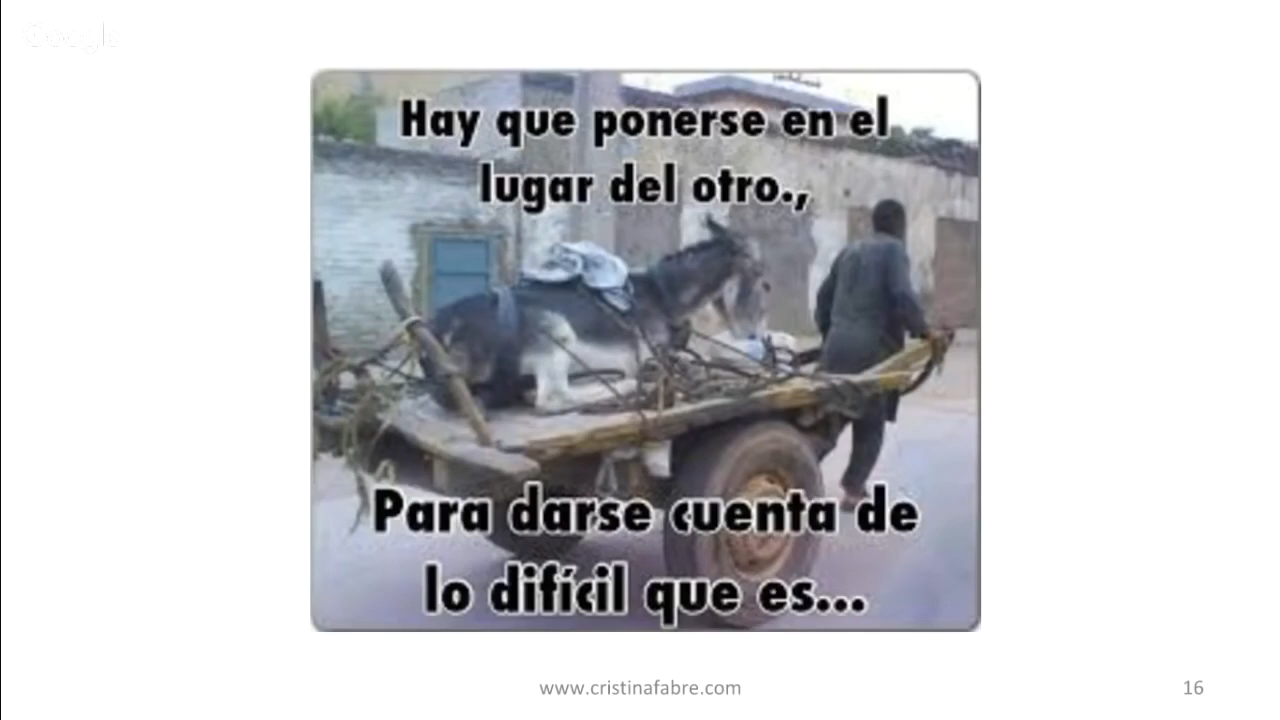 Google
Hay que ponerse en el
lugar del otro.,
Para darse cuenta de
lo difícil que es...
www.cristinafabre.com
16